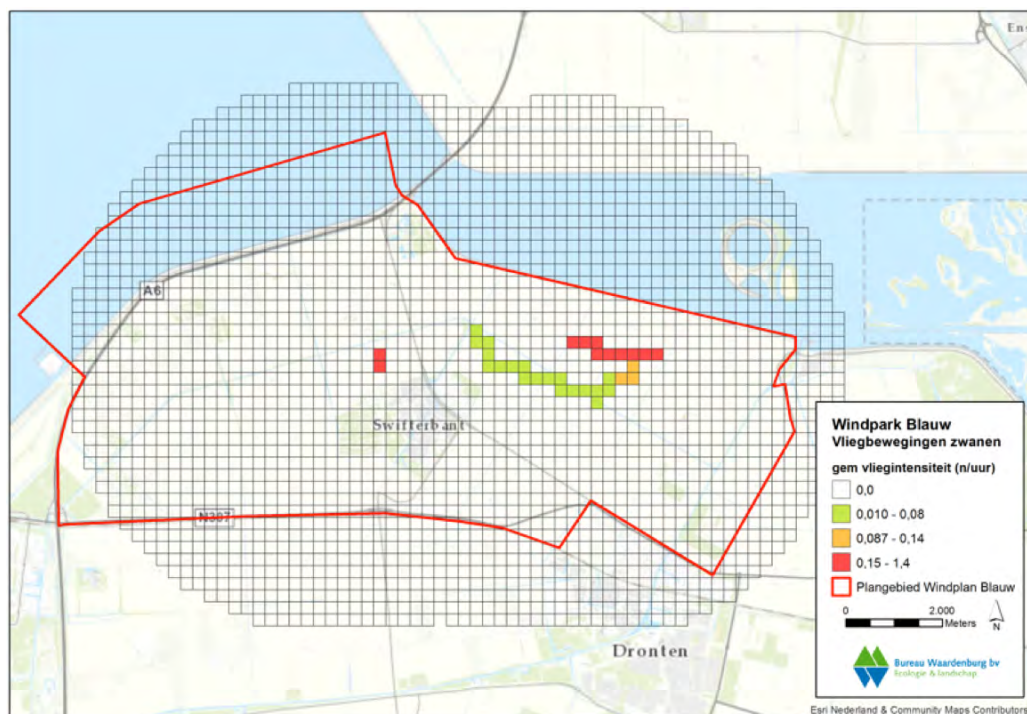 Ens
A6
Swifterbant
N307
Dronten
Windpark Blauw
Vliegbewegingen zwanen
gem vliegintensiteit (n/uur)
0,0
0,010 - 0,08
0,087 - 0,14
0,15 - 1,4
Plangebied Windplan Blauw
0 2.000
Meters
N
Bureau Waardenburg bv
Ecologie & landschap
Esri Nederland & Community Maps Contributors